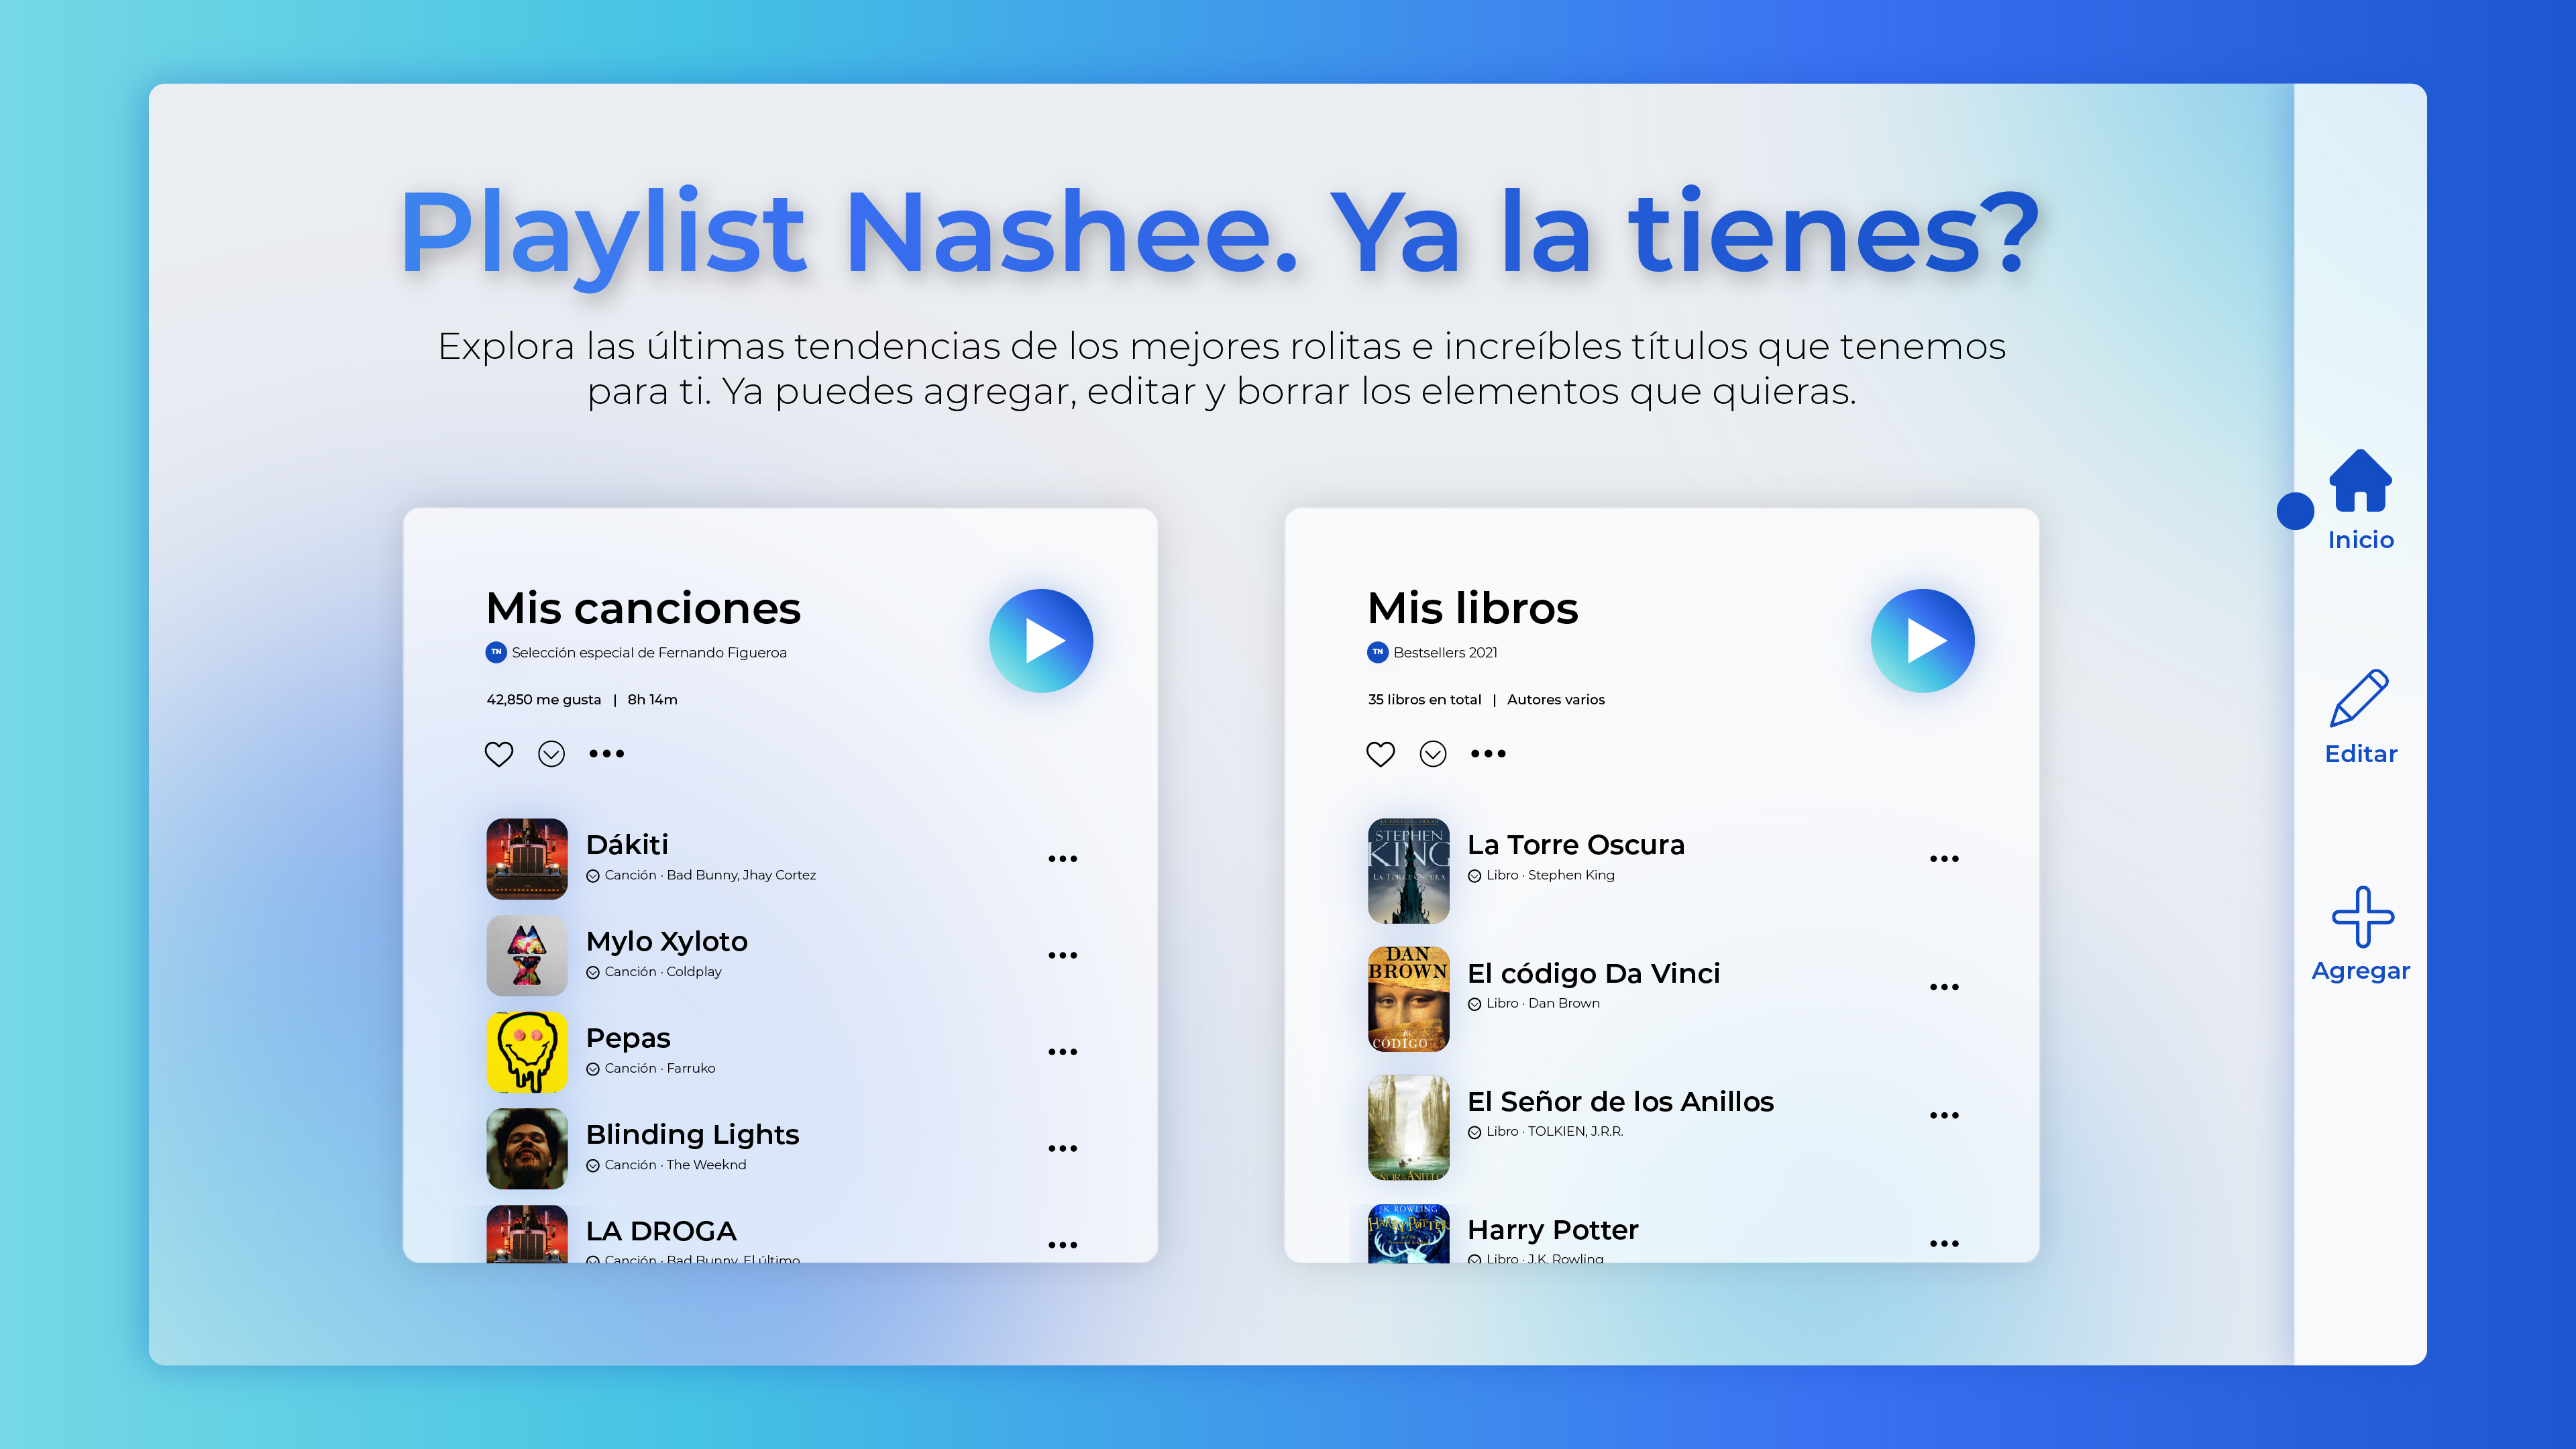 Playlist Nashee. Ya la tienes?
Explora las últimas tendencias de los mejores rolitas e increíbles títulos que tenemos
para ti. Ya puedes agregar, editar y borrar los elementos que quieras.
Mis canciones
TN Selección especial de Fernando Figueroa
42,850 me gusta | 8h 14m
Dákiti
Canción · Bad Bunny, Jhay Cortez
Mylo Xyloto
Canción · Coldplay
Pepas
Canción · Farruko
Blinding Lights
Canción · The Weeknd
LA DROGA
Canción · Bad Bunny, El último
Mis libros
TN Bestsellers 2021
35 libros en total | Autores varios
STEPHEN
KING
LA TORRE OSCURA
La Torre Oscura
Libro · Stephen King
DAN
BROWN
CÓDIGO
El código Da Vinci
Libro · Dan Brown
El Señor de los Anillos
Libro · TOLKIEN, J.R.R.
J.K. ROWLING
HARRY POTTER
Harry Potter
Libro · J.K. Rowling
Inicio
Editar
Agregar